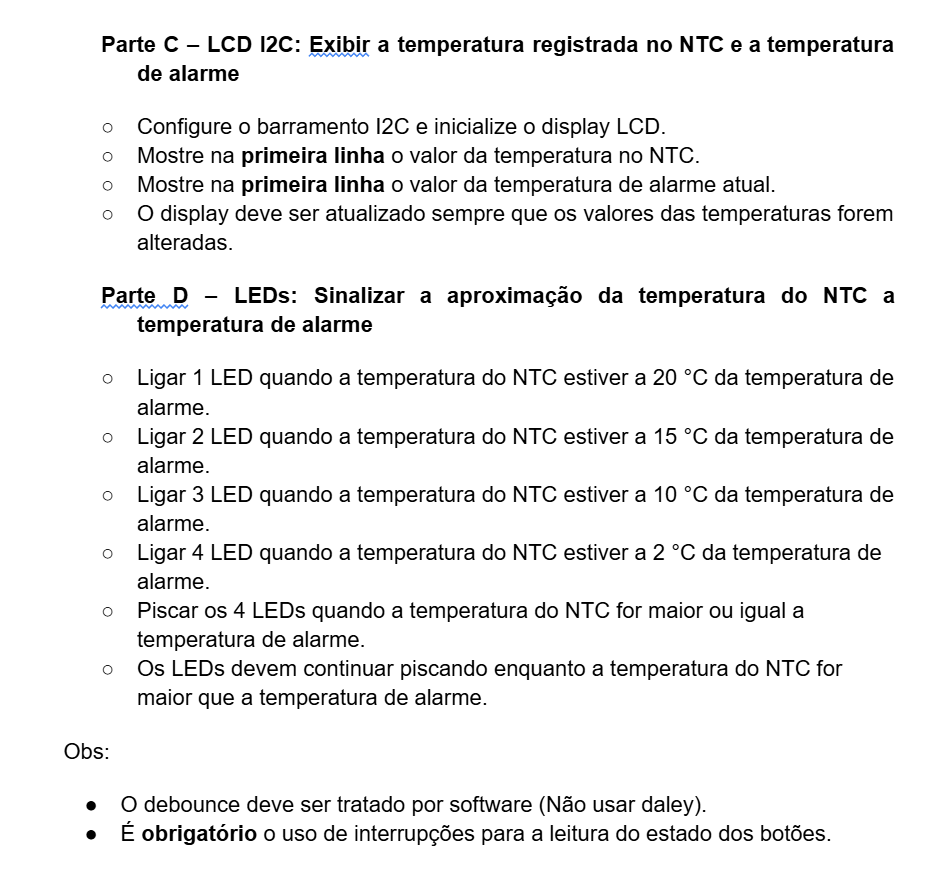 Parte C – LCD I2C: Exibir a temperatura registrada no NTC e a temperatura
de alarme
○ Configure o barramento I2C e inicialize o display LCD.
○ Mostre na primeira linha o valor da temperatura no NTC.
○ Mostre na primeira linha o valor da temperatura de alarme atual.
○ O display deve ser atualizado sempre que os valores das temperaturas forem
alteradas.
Parte D – LEDs: Sinalizar a aproximação da temperatura do NTC a
temperatura de alarme
○ Ligar 1 LED quando a temperatura do NTC estiver a 20 °C da temperatura de
alarme.
○ Ligar 2 LED quando a temperatura do NTC estiver a 15 °C da temperatura de
alarme.
○ Ligar 3 LED quando a temperatura do NTC estiver a 10 °C da temperatura de
alarme.
○ Ligar 4 LED quando a temperatura do NTC estiver a 2 °C da temperatura de
alarme.
○ Piscar os 4 LEDs quando a temperatura do NTC for maior ou igual a
temperatura de alarme.
○ Os LEDs devem continuar piscando enquanto a temperatura do NTC for
maior que a temperatura de alarme.
Obs:
● O debounce deve ser tratado por software (Não usar daley).
● É obrigatório o uso de interrupções para a leitura do estado dos botões.